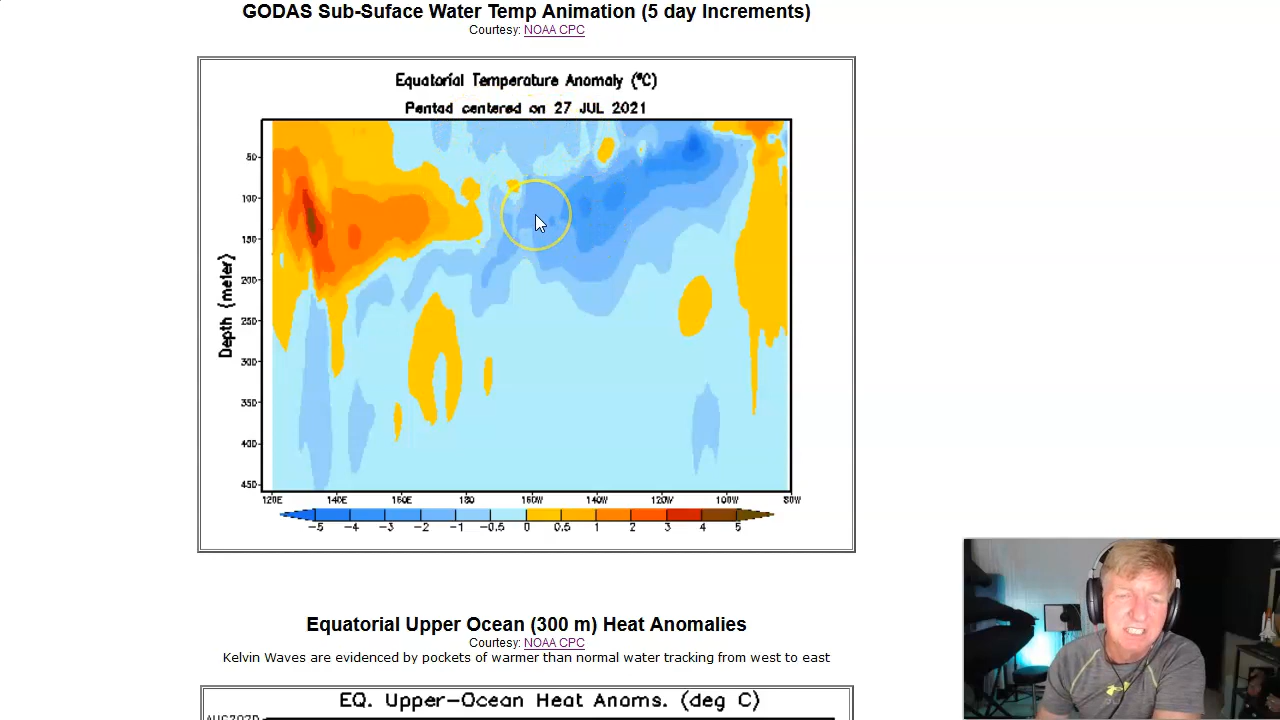 GODAS Sub-Suface Water Temp Animation (5 day Increments)
Courtesy: NOAA CPC
Equatorial Temperature Anomaly (°C)
Pentad centered on 27 JUL 2021
Depth (meter)
50
100
150
200
250
300
350
400
450
120E 140E 160E 180 160W 140W 120W 100W 80W
-5 -4 -3 -2 -1 -0.5 0 0.5 1 2 3 4 5
Equatorial Upper Ocean (300 m) Heat Anomalies
Courtesy: NOAA CPC
Kelvin Waves are evidenced by pockets of warmer than normal water tracking from west to east
EQ. Upper-Ocean Heat Anoms. (deg C)
AUG2020